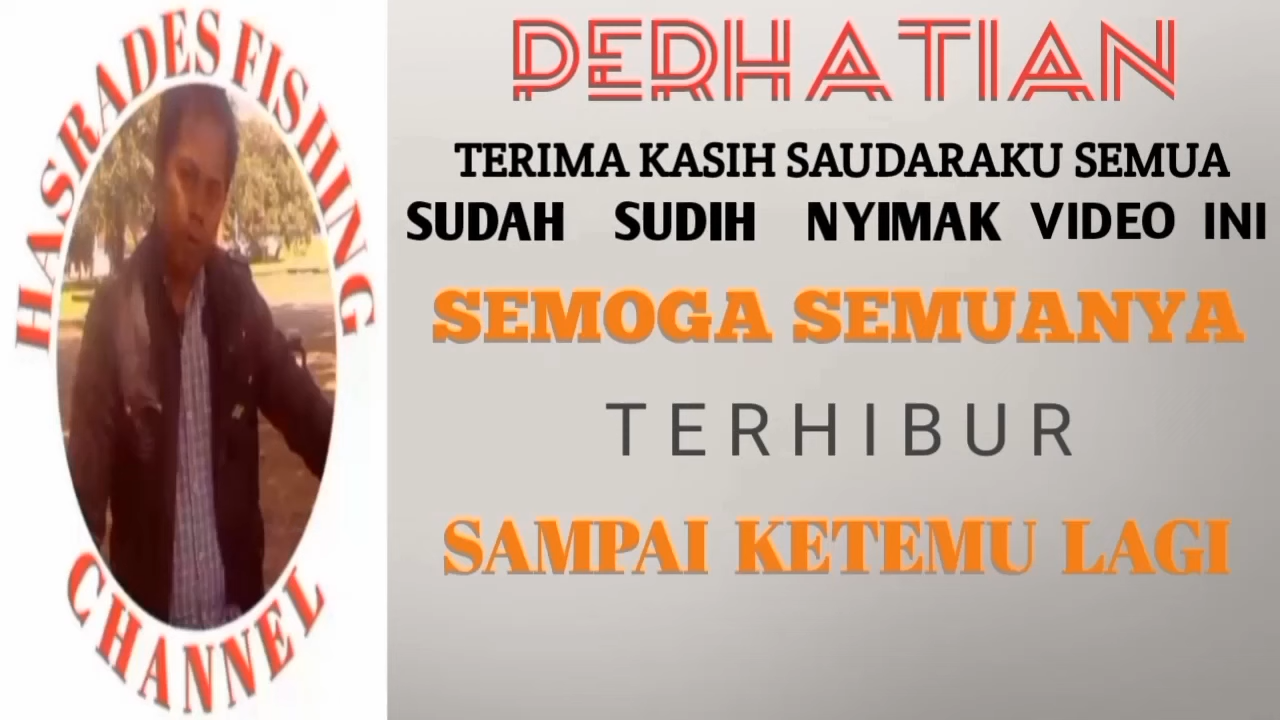 HASRADES FISHING
CHANNEL
PERHATIAN
TERIMA KASIH SAUDARAKU SEMUA
SUDAH SUDIH NYIMAK VIDEO INI
SEMOGA SEMUANYA
TERHIBUR
SAMPAI KETEMU LAGI